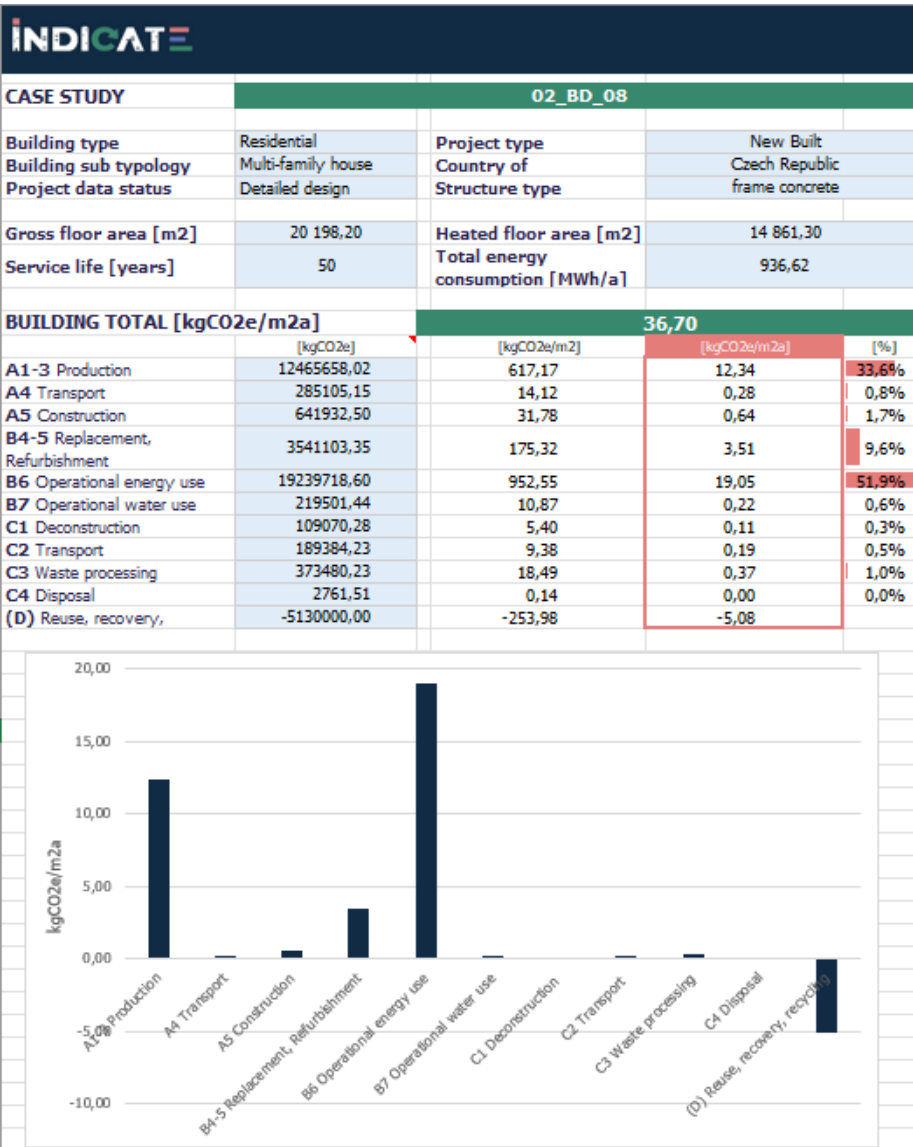 INDICATE
CASE STUDY 02_BD_08
Building type Residential Project type New Built
Building sub typology Multi-family house Country of Czech Republic
Project data status Detailed design Structure type frame concrete
Gross floor area [m2] 20 198,20 Heated floor area [m2] 14 861,30
Service life [years] 50 Total energy
consumption [MWh/a] 936,62
BUILDING TOTAL [kgCO2e/m2a] 36,70
[kgCO2e] [kgCO2e/m2] [kgCO2e/m2a] [%]
A1-3 Production 12465658,02 617,17 12,34 33,6%
A4 Transport 285105,15 14,12 0,28 0,8%
A5 Construction 641932,50 31,78 0,64 1,7%
B4-5 Replacement,
Refurbishment 3541103,35 175,32 3,51 9,6%
B6 Operational energy use 19239718,60 952,55 19,05 51,9%
B7 Operational water use 219501,44 10,87 0,22 0,6%
C1 Deconstruction 109070,28 5,40 0,11 0,3%
C2 Transport 189384,23 9,38 0,19 0,5%
C3 Waste processing 373480,23 18,49 0,37 1,0%
C4 Disposal 2761,51 0,14 0,00 0,0%
(D) Reuse, recovery, -5130000,00 -253,98 -5,08
20,00
15,00
10,00
5,00
0,00
-5,00
-10,00
kgCO2e/m2a
A1-3 Production
A4 Transport
A5 Construction
B4-5 Replacement, Refurbishment
B6 Operational energy use
B7 Operational water use
C1 Deconstruction
C2 Transport
C3 Waste processing
C4 Disposal
(D) Reuse, recovery, recycling